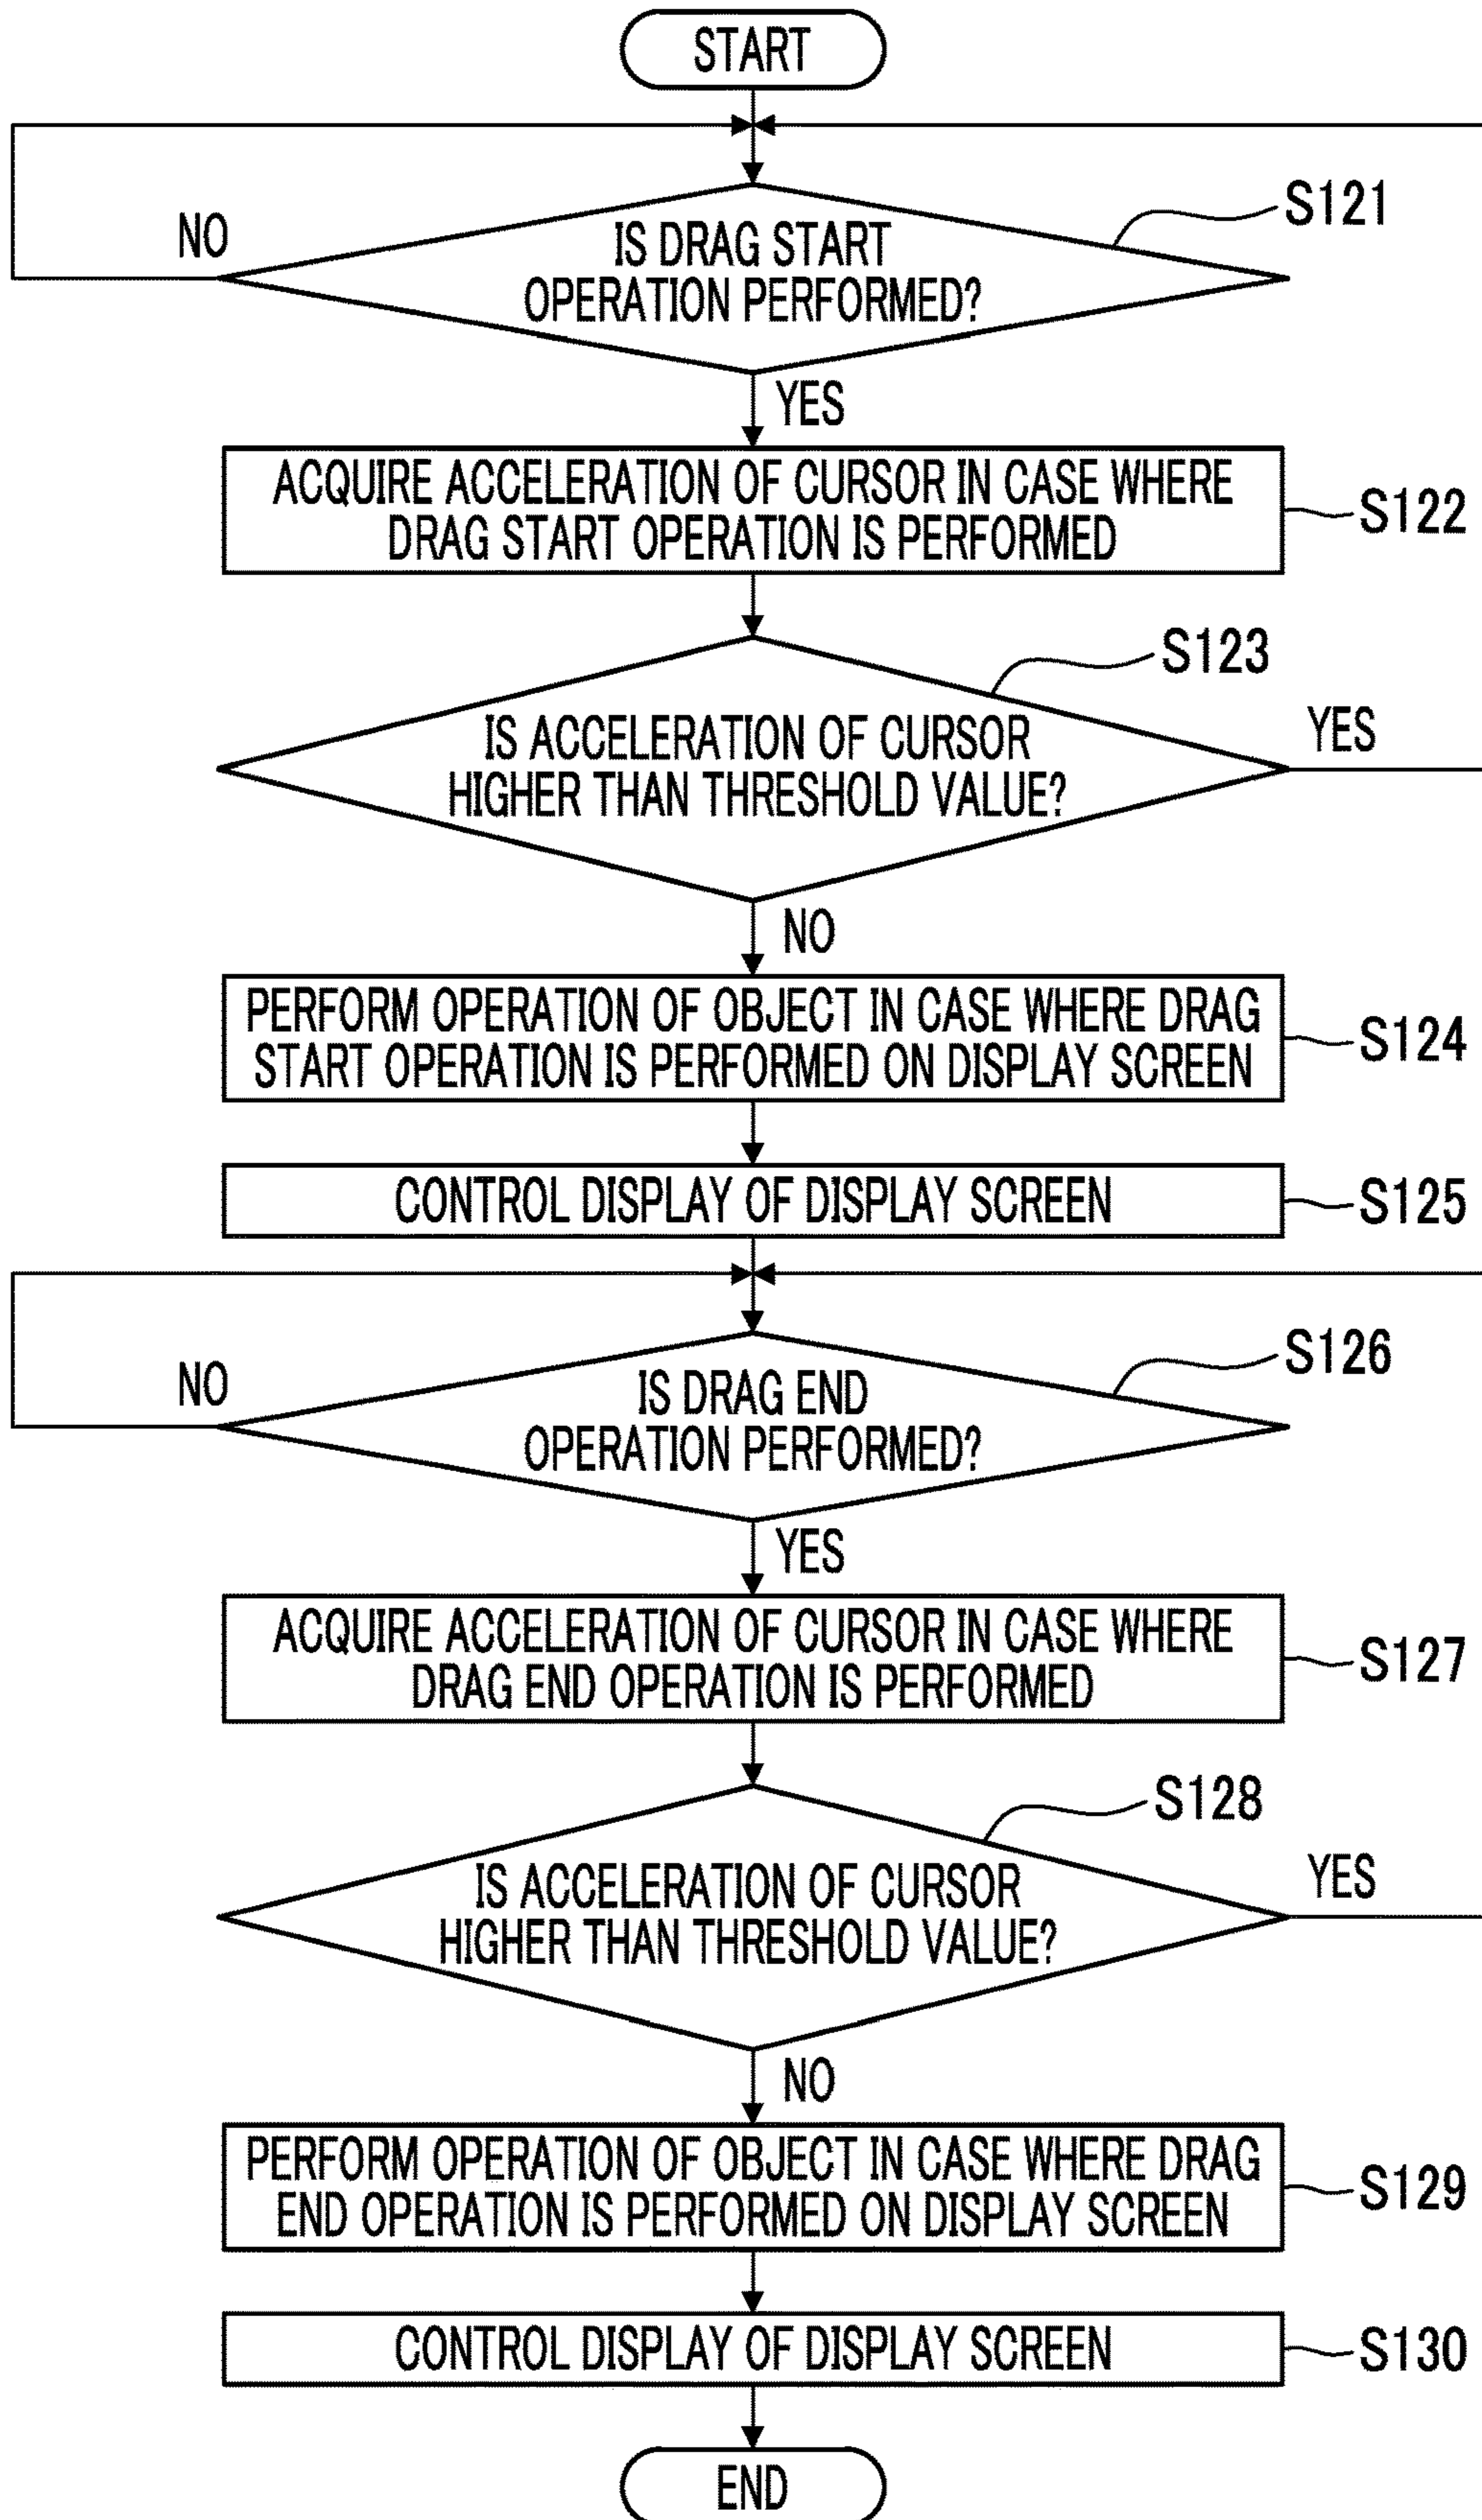 START
S121
NO
IS DRAG START
OPERATION PERFORMED?
YES
ACQUIRE ACCELERATION OF CURSOR IN CASE WHERE
DRAG START OPERATION IS PERFORMED
S122
S123
IS ACCELERATION OF CURSOR
HIGHER THAN THRESHOLD VALUE?
YES
NO
PERFORM OPERATION OF OBJECT IN CASE WHERE DRAG
START OPERATION IS PERFORMED ON DISPLAY SCREEN
S124
CONTROL DISPLAY OF DISPLAY SCREEN
S125
S126
NO
IS DRAG END
OPERATION PERFORMED?
YES
ACQUIRE ACCELERATION OF CURSOR IN CASE WHERE
DRAG END OPERATION IS PERFORMED
S127
S128
IS ACCELERATION OF CURSOR
HIGHER THAN THRESHOLD VALUE?
YES
NO
PERFORM OPERATION OF OBJECT IN CASE WHERE DRAG
END OPERATION IS PERFORMED ON DISPLAY SCREEN
S129
CONTROL DISPLAY OF DISPLAY SCREEN
S130
END